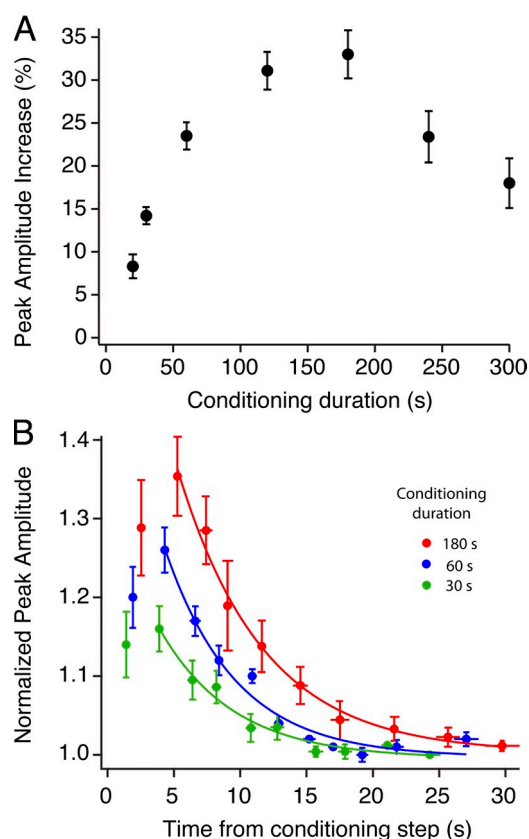 A
Peak Amplitude Increase (%)
35
30
25
20
15
10
5
0
0 50 100 150 200 250 300
Conditioning duration (s)
B
Normalized Peak Amplitude
1.4
1.3
1.2
1.1
1.0
Conditioning
duration
180 s
60 s
30 s
0 5 10 15 20 25 30
Time from conditioning step (s)